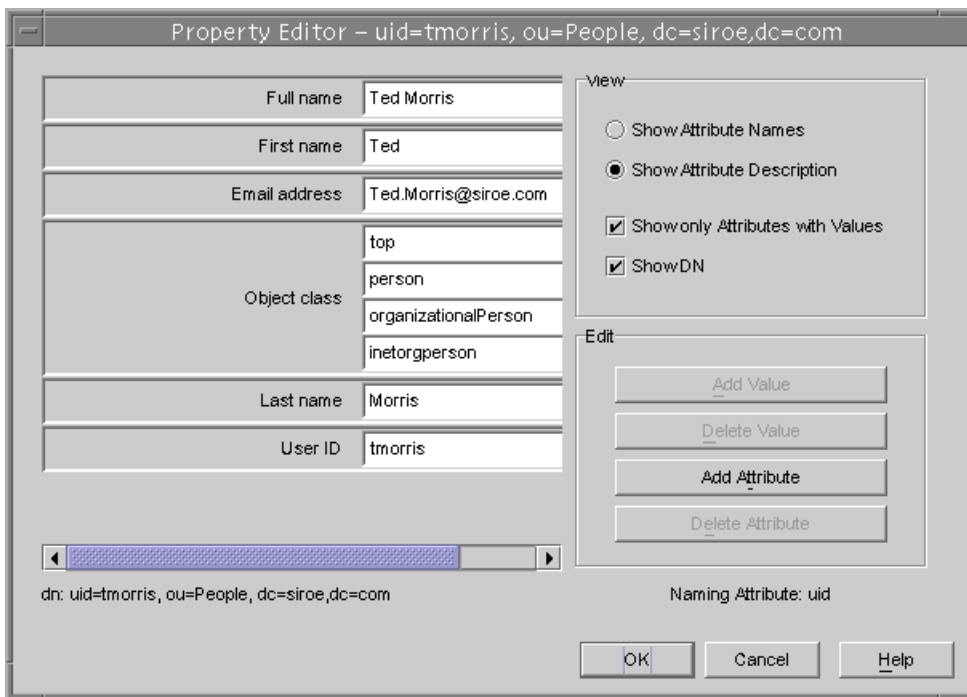 Property Editor – uid=tmorris, ou=People, dc=siroe,dc=com
Full name Ted Morris
First name Ted
Email address Ted.Morris@siroe.com
Object class
top
person
organizationalPerson
inetorgperson
Last name Morris
User ID tmorris
dn: uid=tmorris, ou=People, dc=siroe,dc=com
View
Show Attribute Names
Show Attribute Description
Show only Attributes with Values
Show DN
Edit
Add Value
Delete Value
Add Attribute
Delete Attribute
Naming Attribute: uid
OK Cancel Help